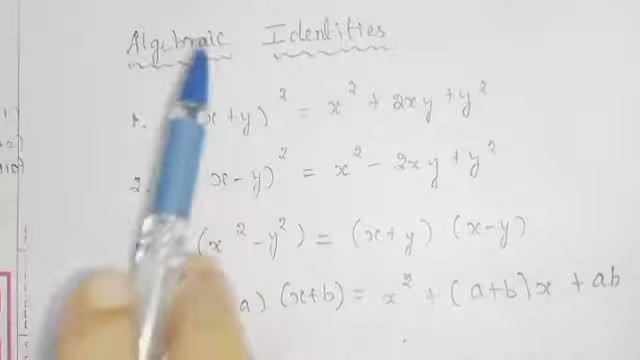 Algebraic Identities
1. x + y)² = x² + 2xy + y²
2. x - y)² = x² - 2xy + y²
(x² - y²) = (x + y) (x - y)
a) (x + b) = x² + (a + b)x + ab